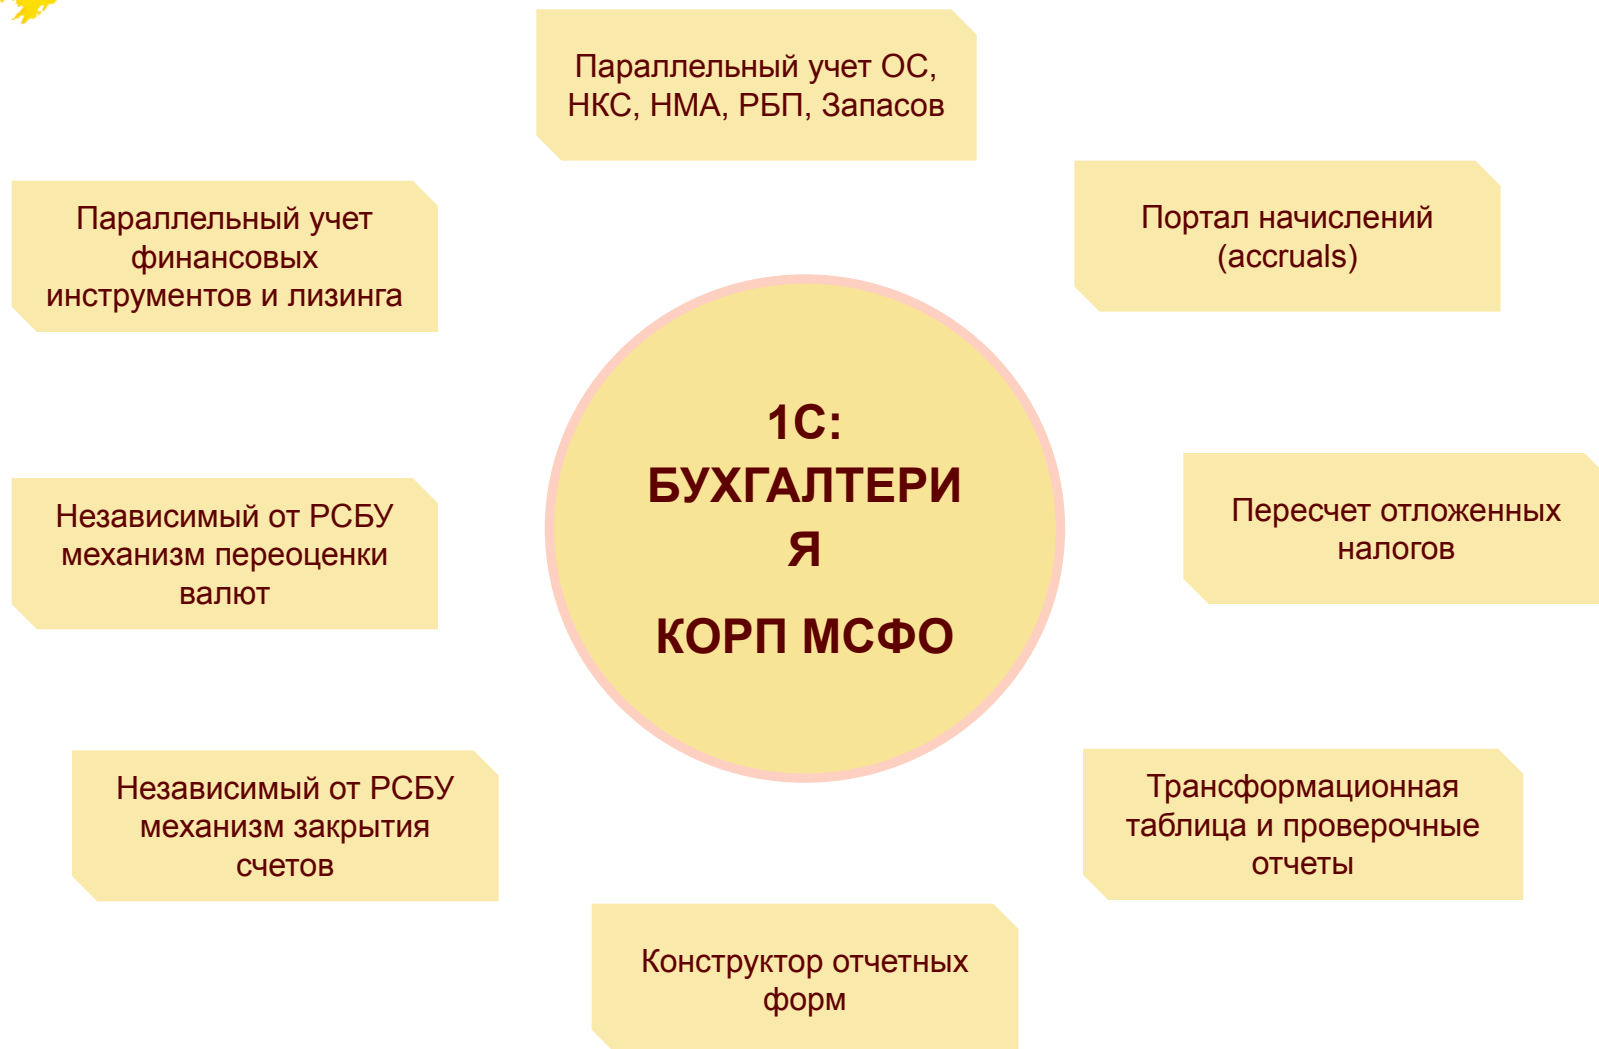 Параллельный учет ОС,
НКС, НМА, РБП, Запасов
Параллельный учет
финансовых
инструментов и лизинга
Портал начислений
(accruals)
1С:
БУХГАЛТЕРИ
Я
КОРП МСФО
Независимый от РСБУ
механизм переоценки
валют
Пересчет отложенных
налогов
Независимый от РСБУ
механизм закрытия
счетов
Трансформационная
таблица и проверочные
отчеты
Конструктор отчетных
форм